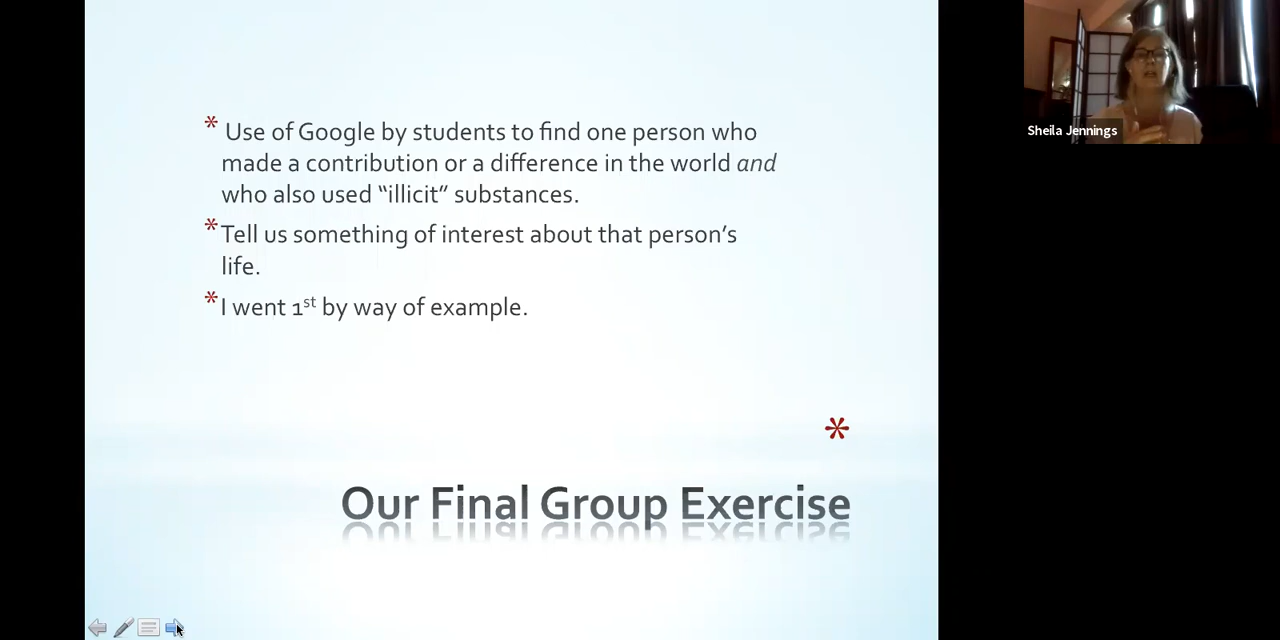 * Use of Google by students to find one person who
made a contribution or a difference in the world and
who also used “illicit” substances.
* Tell us something of interest about that person’s
life.
* I went 1st by way of example.
*
Our Final Group Exercise
Sheila Jennings